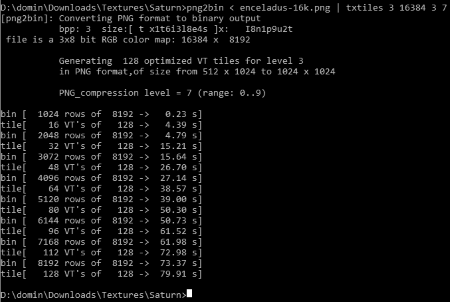 D:\domin\Downloads\Textures\Saturn>png2bin < enceladus-16k.png | txtiles 3 16384 3 7
[png2bin]: Converting PNG format to binary output
bpp: 3 size:[ t x1t6i3l8e4s ]x: I8n1p9u2t
file is a 3x8 bit RGB color map: 16384 x 8192
Generating 128 optimized VT tiles for level 3
in PNG format,of size from 512 x 1024 to 1024 x 1024
PNG_compression level = 7 (range: 0..9)
bin [ 1024 rows of 8192 -> 0.23 s]
tile[ 16 VT's of 128 -> 4.39 s]
bin [ 2048 rows of 8192 -> 4.79 s]
tile[ 32 VT's of 128 -> 15.21 s]
bin [ 3072 rows of 8192 -> 15.64 s]
tile[ 48 VT's of 128 -> 26.70 s]
bin [ 4096 rows of 8192 -> 27.14 s]
tile[ 64 VT's of 128 -> 38.57 s]
bin [ 5120 rows of 8192 -> 39.00 s]
tile[ 80 VT's of 128 -> 50.30 s]
bin [ 6144 rows of 8192 -> 50.73 s]
tile[ 96 VT's of 128 -> 61.52 s]
bin [ 7168 rows of 8192 -> 61.98 s]
tile[ 112 VT's of 128 -> 72.98 s]
bin [ 8192 rows of 8192 -> 73.37 s]
tile[ 128 VT's of 128 -> 79.91 s]
D:\domin\Downloads\Textures\Saturn>